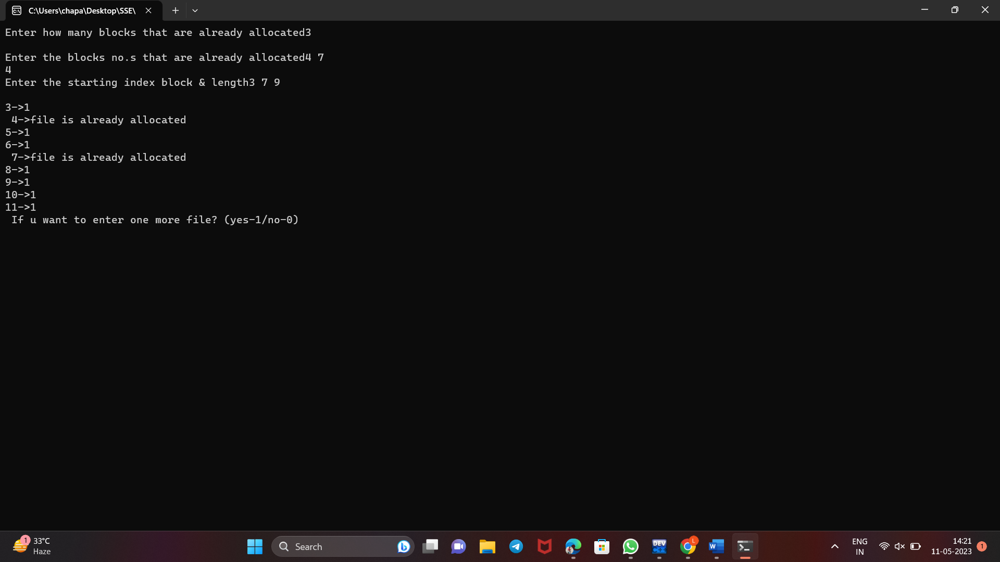 C:\Users\chapa\Desktop\SSE\
Enter how many blocks that are already allocated3
Enter the blocks no.s that are already allocated4 7
4
Enter the starting index block & length3 7 9
3->1
4->file is already allocated
5->1
6->1
7->file is already allocated
8->1
9->1
10->1
11->1
If u want to enter one more file? (yes-1/no-0)
1
33°C
Haze
Search
DEV
C++
L
W
ENG
IN
14:21
11-05-2023
1